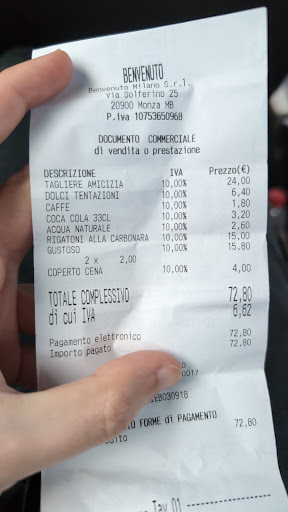 BENVENUTO
Benvenuto Milano S.r.l.
Via Solferino 25
20900 Monza MB
P.iva 10753650968
DOCUMENTO COMMERCIALE
di vendita o prestazione
DESCRIZIONE IVA Prezzo(€)
TAGLIERE AMICIZIA 10,00% 24,00
DOLCI TENTAZIONI 10,00% 6,40
CAFFE 10,00% 1,80
COCA COLA 33CL 10,00% 3,20
ACQUA NATURALE 10,00% 2,60
RIGATONI ALLA CARBONARA 10,00% 15,00
GUSTOSO 10,00% 15,80
2 x 2,00
COPERTO CENA 10,00% 4,00
TOTALE COMPLESSIVO 72,80
di cui IVA 6,62
Pagamento elettronico 72,80
Importo pagato 72,80
0017
EB030918
FORME di PAGAMENTO
72,80
Tav 01